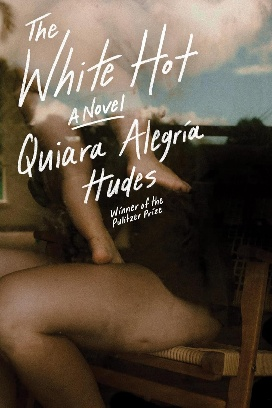 The
White Hot
A Novel
Quiara Alegría
Hudes
Winner of the
Pulitzer Prize